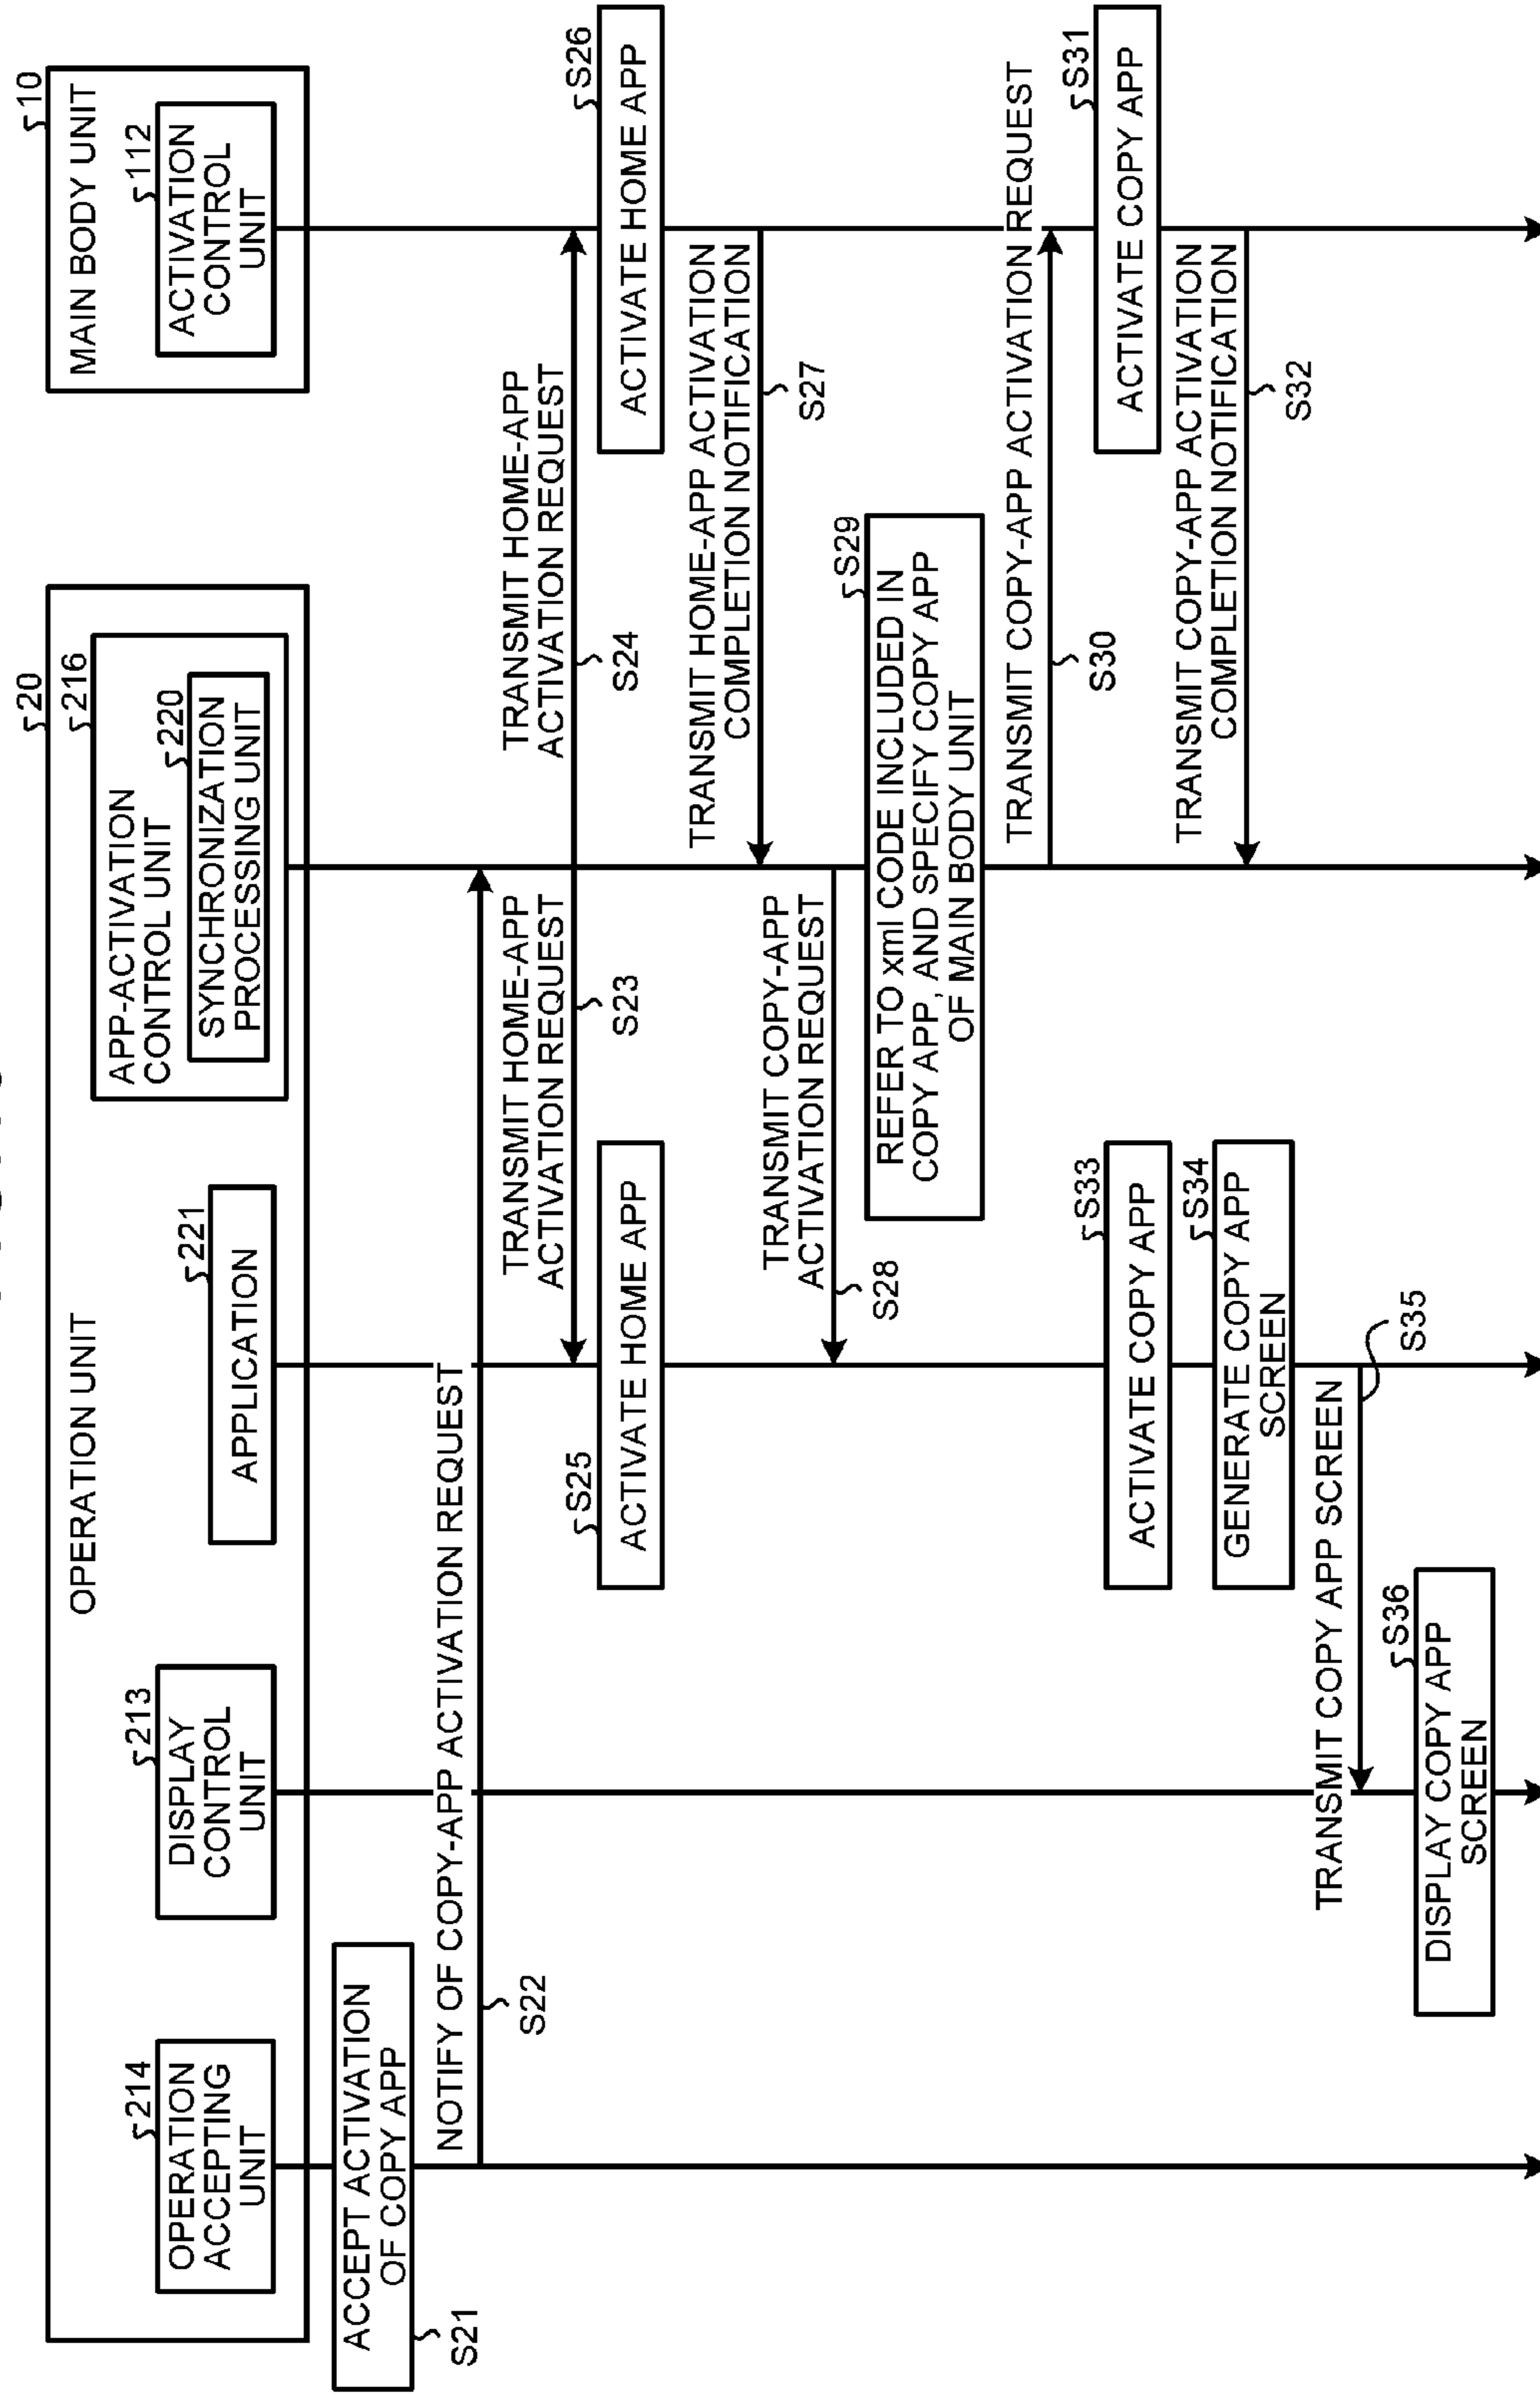 OPERATION UNIT
20
MAIN BODY UNIT
10
OPERATION
ACCEPTING
UNIT
214
DISPLAY
CONTROL
UNIT
213
APPLICATION
221
APP-ACTIVATION
CONTROL UNIT
216
SYNCHRONIZATION
PROCESSING UNIT
220
ACTIVATION
CONTROL
UNIT
112
ACCEPT ACTIVATION
OF COPY APP
S21
NOTIFY OF COPY-APP ACTIVATION REQUEST
S22
TRANSMIT HOME-APP
ACTIVATION REQUEST
S23
TRANSMIT HOME-APP
ACTIVATION REQUEST
S24
S25
ACTIVATE HOME APP
S26
ACTIVATE HOME APP
TRANSMIT HOME-APP ACTIVATION
COMPLETION NOTIFICATION
S27
TRANSMIT COPY-APP
ACTIVATION REQUEST
S28
S29
REFER TO xml CODE INCLUDED IN
COPY APP, AND SPECIFY COPY APP
OF MAIN BODY UNIT
TRANSMIT COPY-APP ACTIVATION REQUEST
S30
S31
ACTIVATE COPY APP
TRANSMIT COPY-APP ACTIVATION
COMPLETION NOTIFICATION
S32
S33
ACTIVATE COPY APP
S34
GENERATE COPY APP
SCREEN
TRANSMIT COPY APP SCREEN
S35
S36
DISPLAY COPY APP
SCREEN